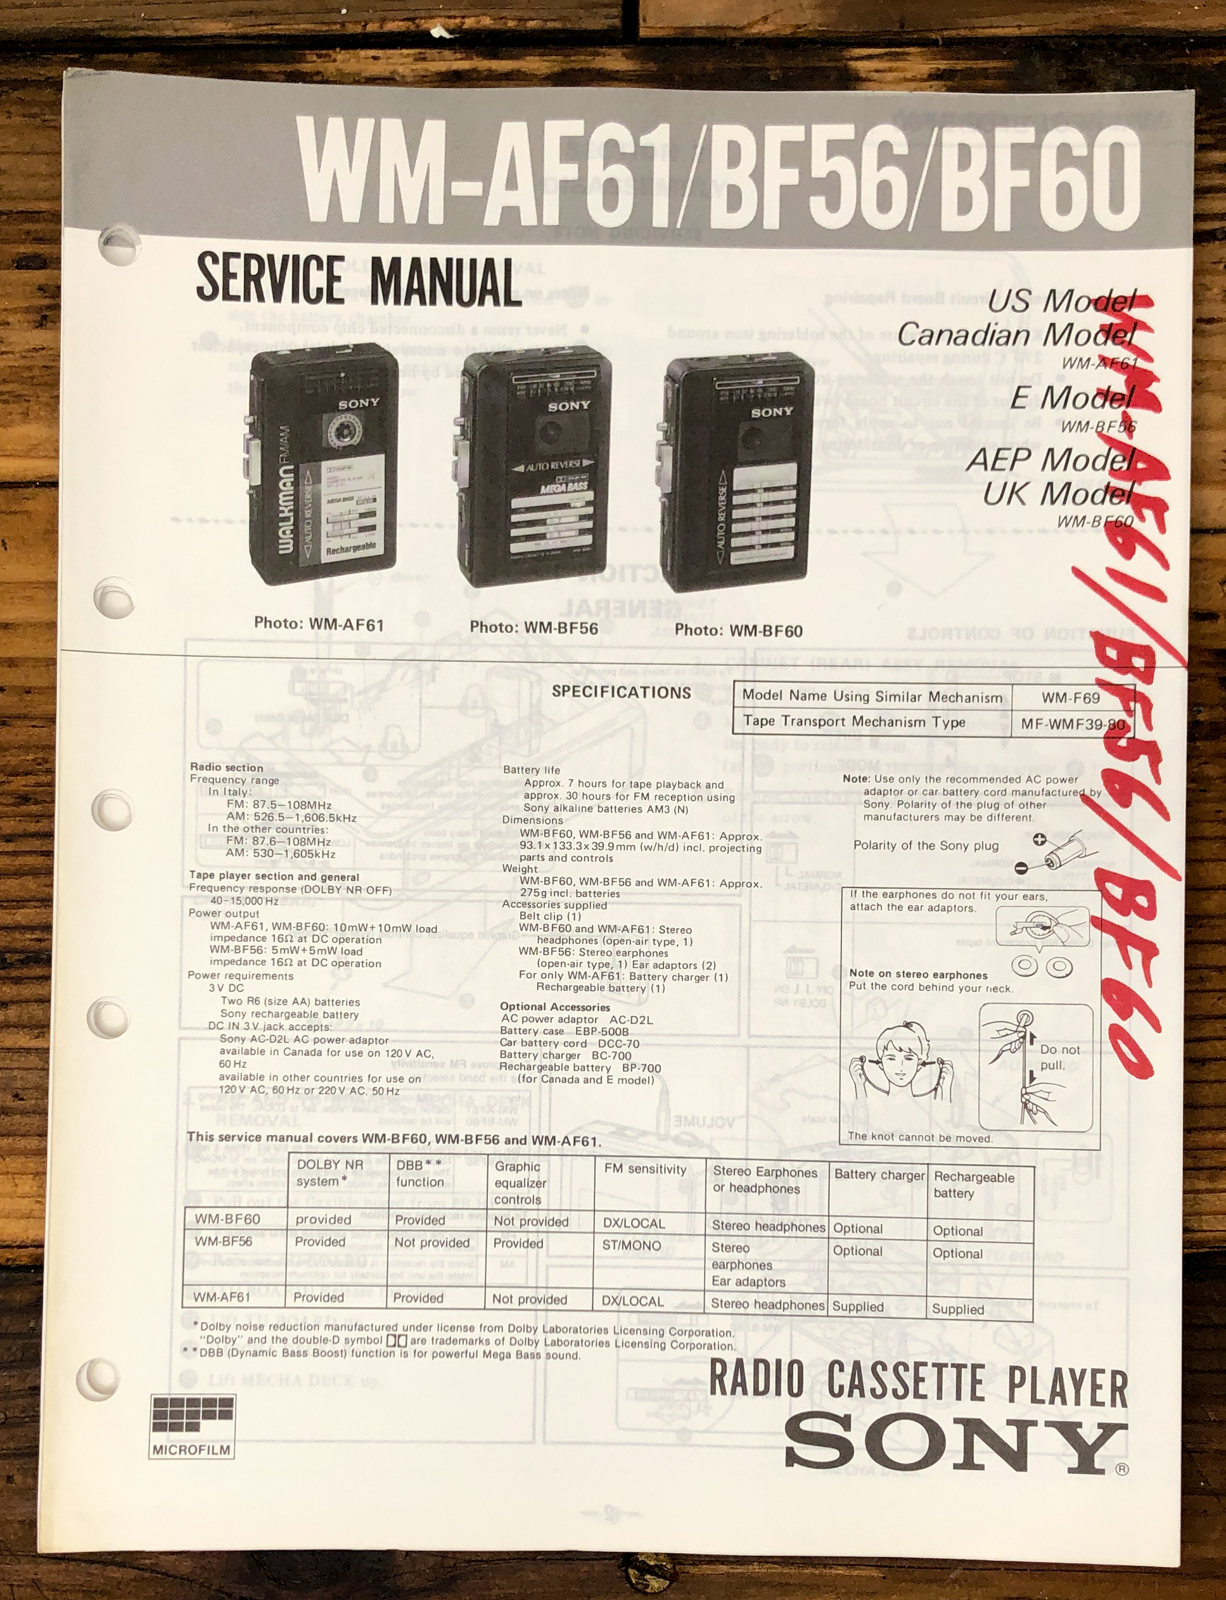 WM-AF61/BF56/BF60
SERVICE MANUAL
US Model
Canadian Model
WM-AF61
E Model
WM-BF56
AEP Model
UK Model
WM-BF60
SONY
WALKMAN FM/AM
AUTO REVERSE
MEGA BASS
Rechargeable
SONY
AUTO REVERSE
MEGA BASS
SONY
AUTO REVERSE
Photo: WM-AF61
Photo: WM-BF56
Photo: WM-BF60
WM-AF61/BF56/BF60
SPECIFICATIONS
Model Name Using Similar Mechanism WM-F69
Tape Transport Mechanism Type MF-WMF39-80
Radio section
Frequency range
In Italy:
FM: 87.5–108MHz
AM: 526.5–1,606.5kHz
In the other countries:
FM: 87.6–108MHz
AM: 530–1,605kHz
Tape player section and general
Frequency response (DOLBY NR OFF)
40–15,000 Hz
Power output
WM-AF61, WM-BF60: 10mW+10mW load
impedance 16Ω at DC operation
WM-BF56: 5mW+5mW load
impedance 16Ω at DC operation
Power requirements
3 V DC
Two R6 (size AA) batteries
Sony rechargeable battery
DC IN 3 V jack accepts:
Sony AC-D2L AC power adaptor
available in Canada for use on 120 V AC,
60 Hz
available in other countries for use on
120 V AC, 60 Hz or 220 V AC, 50 Hz
Battery life
Approx. 7 hours for tape playback and
approx. 30 hours for FM reception using
Sony alkaline batteries AM3 (N)
Dimensions
WM-BF60, WM-BF56 and WM-AF61: Approx.
93.1 x 133.3 x 39.9 mm (w/h/d) incl. projecting
parts and controls
Weight
WM-BF60, WM-BF56 and WM-AF61: Approx.
275g incl. batteries
Accessories supplied
Belt clip (1)
WM-BF60 and WM-AF61: Stereo
headphones (open-air type, 1)
WM-BF56: Stereo earphones
(open-air type, 1) Ear adaptors (2)
For only WM-AF61: Battery charger (1)
Rechargeable battery (1)
Optional Accessories
AC power adaptor AC-D2L
Battery case EBP-500B
Car battery cord DCC-70
Battery charger BC-700
Rechargeable battery BP-700
(for Canada and E model)
Note: Use only the recommended AC power
adaptor or car battery cord manufactured by
Sony. Polarity of the plug of other
manufacturers may be different.
Polarity of the Sony plug
If the earphones do not fit your ears,
attach the ear adaptors.
Note on stereo earphones
Put the cord behind your neck.
Do not
pull.
The knot cannot be moved.
This service manual covers WM-BF60, WM-BF56 and WM-AF61.
DOLBY NR system* DBB** function Graphic equalizer controls FM sensitivity Stereo Earphones or headphones Battery charger Rechargeable battery
WM-BF60 provided Provided Not provided DX/LOCAL Stereo headphones Optional Optional
WM-BF56 Provided Not provided Provided ST/MONO Stereo earphones Ear adaptors Optional Optional
WM-AF61 Provided Provided Not provided DX/LOCAL Stereo headphones Supplied Supplied
*Dolby noise reduction manufactured under license from Dolby Laboratories Licensing Corporation.
"Dolby" and the double-D symbol are trademarks of Dolby Laboratories Licensing Corporation.
**DBB (Dynamic Bass Boost) function is for powerful Mega Bass sound.
RADIO CASSETTE PLAYER
SONY®
MICROFILM